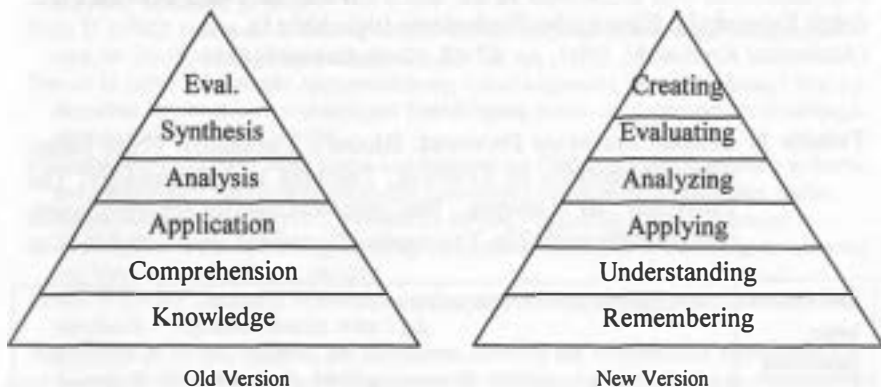 Eval.
Synthesis
Analysis
Application
Comprehension
Knowledge
Old Version
Creating
Evaluating
Analyzing
Applying
Understanding
Remembering
New Version